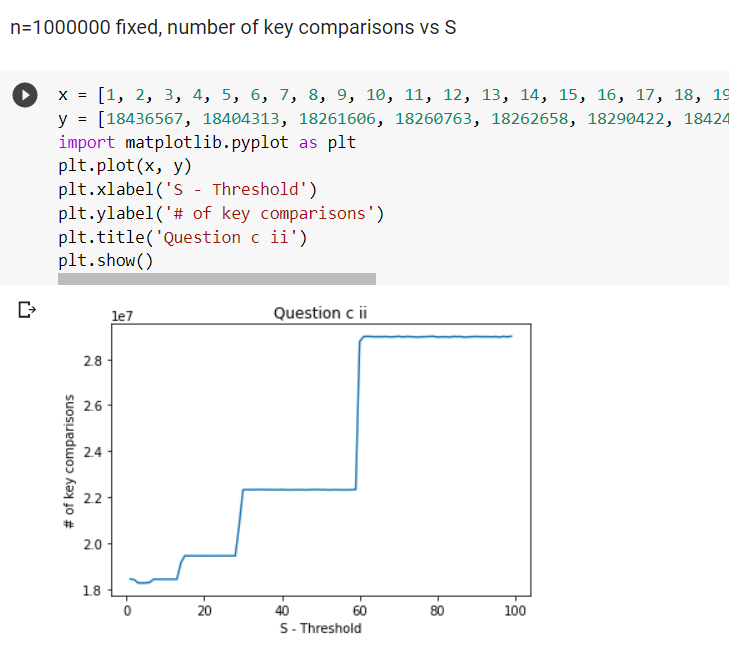 n=1000000 fixed, number of key comparisons vs S
x = [1, 2, 3, 4, 5, 6, 7, 8, 9, 10, 11, 12, 13, 14, 15, 16, 17, 18, 19
y = [18436567, 18404313, 18261606, 18260763, 18262658, 18290422, 18424
import matplotlib.pyplot as plt
plt.plot(x, y)
plt.xlabel('S - Threshold')
plt.ylabel('# of key comparisons')
plt.title('Question c ii')
plt.show()
1e7
Question c ii
2.8
2.6
2.4
2.2
2.0
1.8
# of key comparisons
0 20 40 60 80 100
S - Threshold